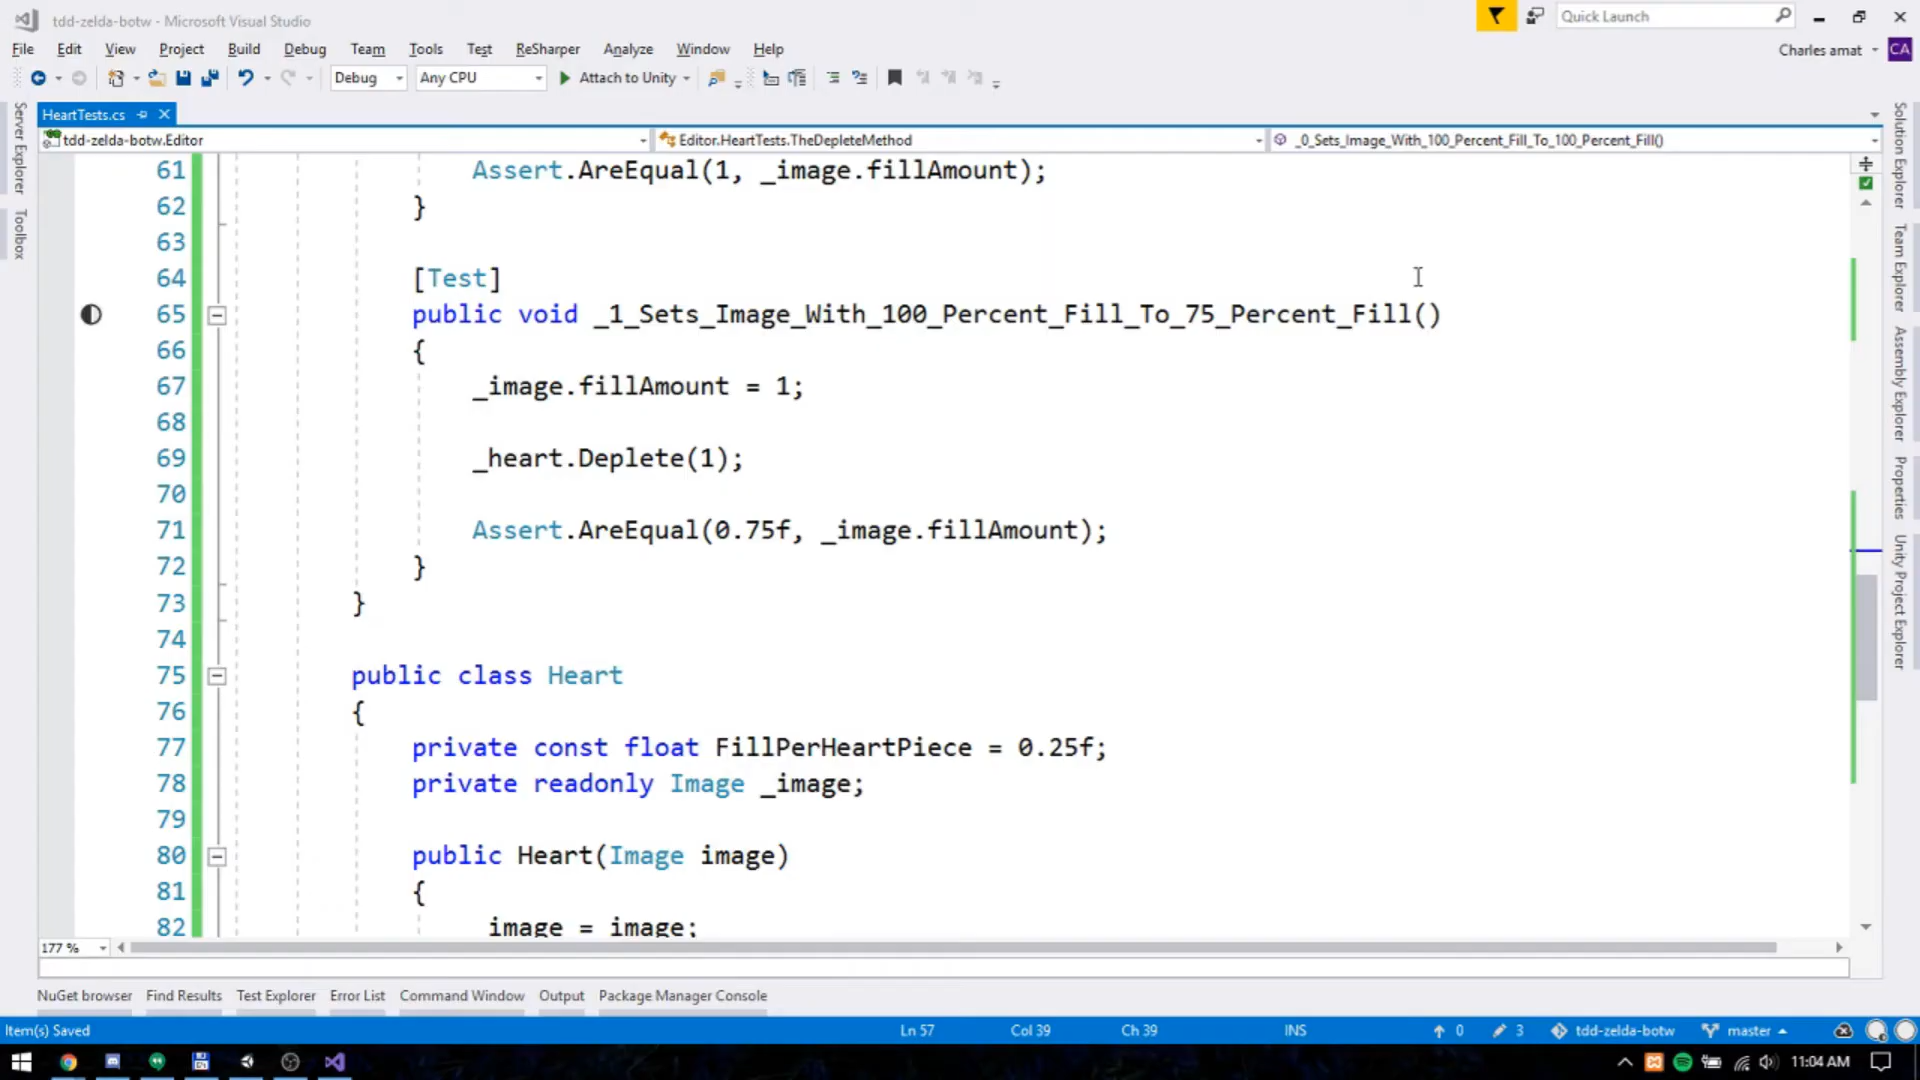 tdd-zelda-botw - Microsoft Visual Studio
Quick Launch
File Edit View Project Build Debug Team Tools Test ReSharper Analyze Window Help
Charles amat CA
Debug Any CPU Attach to Unity
HeartTests.cs
tdd-zelda-botw.Editor Editor.HeartTests.TheDepleteMethod _0_Sets_Image_With_100_Percent_Fill_To_100_Percent_Fill()
Server Explorer
Toolbox
Solution Explorer
Team Explorer
Assembly Explorer
Properties
Unity Project Explorer
61 Assert.AreEqual(1, _image.fillAmount);
62 }
63
64 [Test]
65 public void _1_Sets_Image_With_100_Percent_Fill_To_75_Percent_Fill()
66 {
67 _image.fillAmount = 1;
68
69 _heart.Deplete(1);
70
71 Assert.AreEqual(0.75f, _image.fillAmount);
72 }
73 }
74
75 public class Heart
76 {
77 private const float FillPerHeartPiece = 0.25f;
78 private readonly Image _image;
79
80 public Heart(Image image)
81 {
82 image = image;
177 %
NuGet browser Find Results Test Explorer Error List Command Window Output Package Manager Console
Item(s) Saved Ln 57 Col 39 Ch 39 INS 0 3 tdd-zelda-botw master
11:04 AM